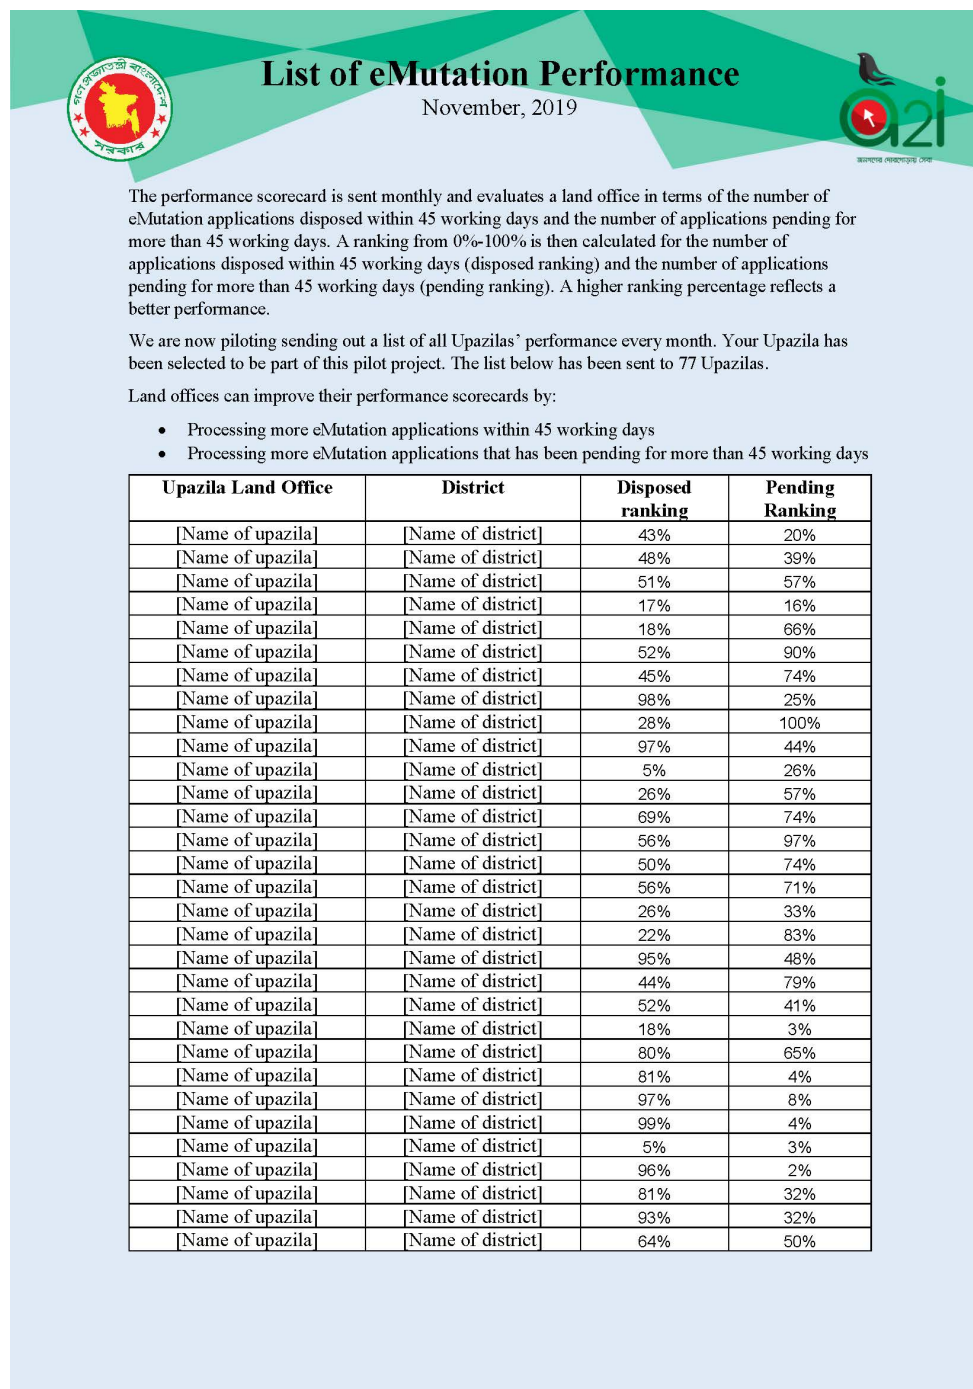 গণপ্রজাতন্ত্রী বাংলাদেশ
সরকার
List of eMutation Performance
November, 2019
a2i
জনগণের দোরগোড়ায় সেবা
The performance scorecard is sent monthly and evaluates a land office in terms of the number of
eMutation applications disposed within 45 working days and the number of applications pending for
more than 45 working days. A ranking from 0%-100% is then calculated for the number of
applications disposed within 45 working days (disposed ranking) and the number of applications
pending for more than 45 working days (pending ranking). A higher ranking percentage reflects a
better performance.
We are now piloting sending out a list of all Upazilas’ performance every month. Your Upazila has
been selected to be part of this pilot project. The list below has been sent to 77 Upazilas.
Land offices can improve their performance scorecards by:
• Processing more eMutation applications within 45 working days
• Processing more eMutation applications that has been pending for more than 45 working days
Upazila Land Office District Disposed Pending
ranking Ranking
[Name of upazila] [Name of district] 43% 20%
[Name of upazila] [Name of district] 48% 39%
[Name of upazila] [Name of district] 51% 57%
[Name of upazila] [Name of district] 17% 16%
[Name of upazila] [Name of district] 18% 66%
[Name of upazila] [Name of district] 52% 90%
[Name of upazila] [Name of district] 45% 74%
[Name of upazila] [Name of district] 98% 25%
[Name of upazila] [Name of district] 28% 100%
[Name of upazila] [Name of district] 97% 44%
[Name of upazila] [Name of district] 5% 26%
[Name of upazila] [Name of district] 26% 57%
[Name of upazila] [Name of district] 69% 74%
[Name of upazila] [Name of district] 56% 97%
[Name of upazila] [Name of district] 50% 74%
[Name of upazila] [Name of district] 56% 71%
[Name of upazila] [Name of district] 26% 33%
[Name of upazila] [Name of district] 22% 83%
[Name of upazila] [Name of district] 95% 48%
[Name of upazila] [Name of district] 44% 79%
[Name of upazila] [Name of district] 52% 41%
[Name of upazila] [Name of district] 18% 3%
[Name of upazila] [Name of district] 80% 65%
[Name of upazila] [Name of district] 81% 4%
[Name of upazila] [Name of district] 97% 8%
[Name of upazila] [Name of district] 99% 4%
[Name of upazila] [Name of district] 5% 3%
[Name of upazila] [Name of district] 96% 2%
[Name of upazila] [Name of district] 81% 32%
[Name of upazila] [Name of district] 93% 32%
[Name of upazila] [Name of district] 64% 50%